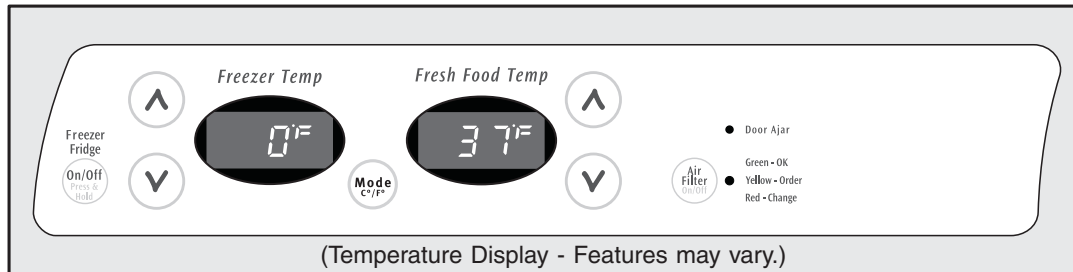 Freezer Temp
Fresh Food Temp
Freezer
Fridge
On/Off
Press &
Hold
0°F
Mode
C°/F°
37°F
Door Ajar
Air
Filter
On/Off
Green - OK
Yellow - Order
Red - Change
(Temperature Display - Features may vary.)